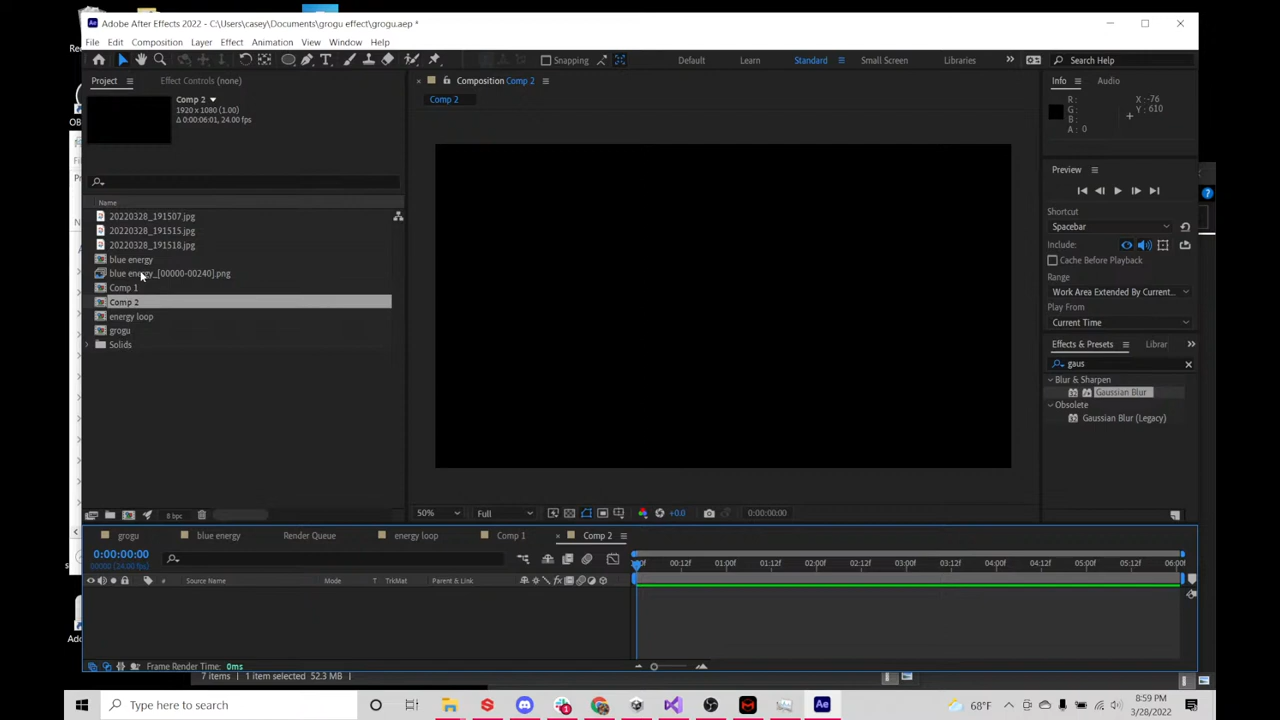 Adobe After Effects 2022 - C:\Users\casey\Documents\grogu effect\grogu.aep *
File Edit Composition Layer Effect Animation View Window Help
Snapping Default Learn Standard Small Screen Libraries Search Help
Project Effect Controls (none)
Comp 2
1920 x 1080 (1.00)
Δ 0:00:06:01, 24.00 fps
Name
20220328_191507.jpg
20220328_191515.jpg
20220328_191518.jpg
blue energy
blue energy_[00000-00240].png
Comp 1
Comp 2
energy loop
grogu
Solids
8 bpc
Composition Comp 2
Comp 2
50% Full +0.0 0:00:00:00
Info Audio
R: X: -76
G: Y: 610
B:
A: 0
Preview
Shortcut
Spacebar
Include:
Cache Before Playback
Range
Work Area Extended By Current...
Play From
Current Time
Effects & Presets Librar
gaus
Blur & Sharpen
Gaussian Blur
Obsolete
Gaussian Blur (Legacy)
grogu blue energy Render Queue energy loop Comp 1 Comp 2
0:00:00:00
00000 (24.00 fps)
00:12f 01:00f 01:12f 02:00f 02:12f 03:00f 03:12f 04:00f 04:12f 05:00f 05:12f 06:00f
# Source Name Mode T TrkMat Parent & Link
Frame Render Time: 0ms
7 items 1 item selected 52.3 MB
Type here to search
68°F
8:59 PM
3/28/2022